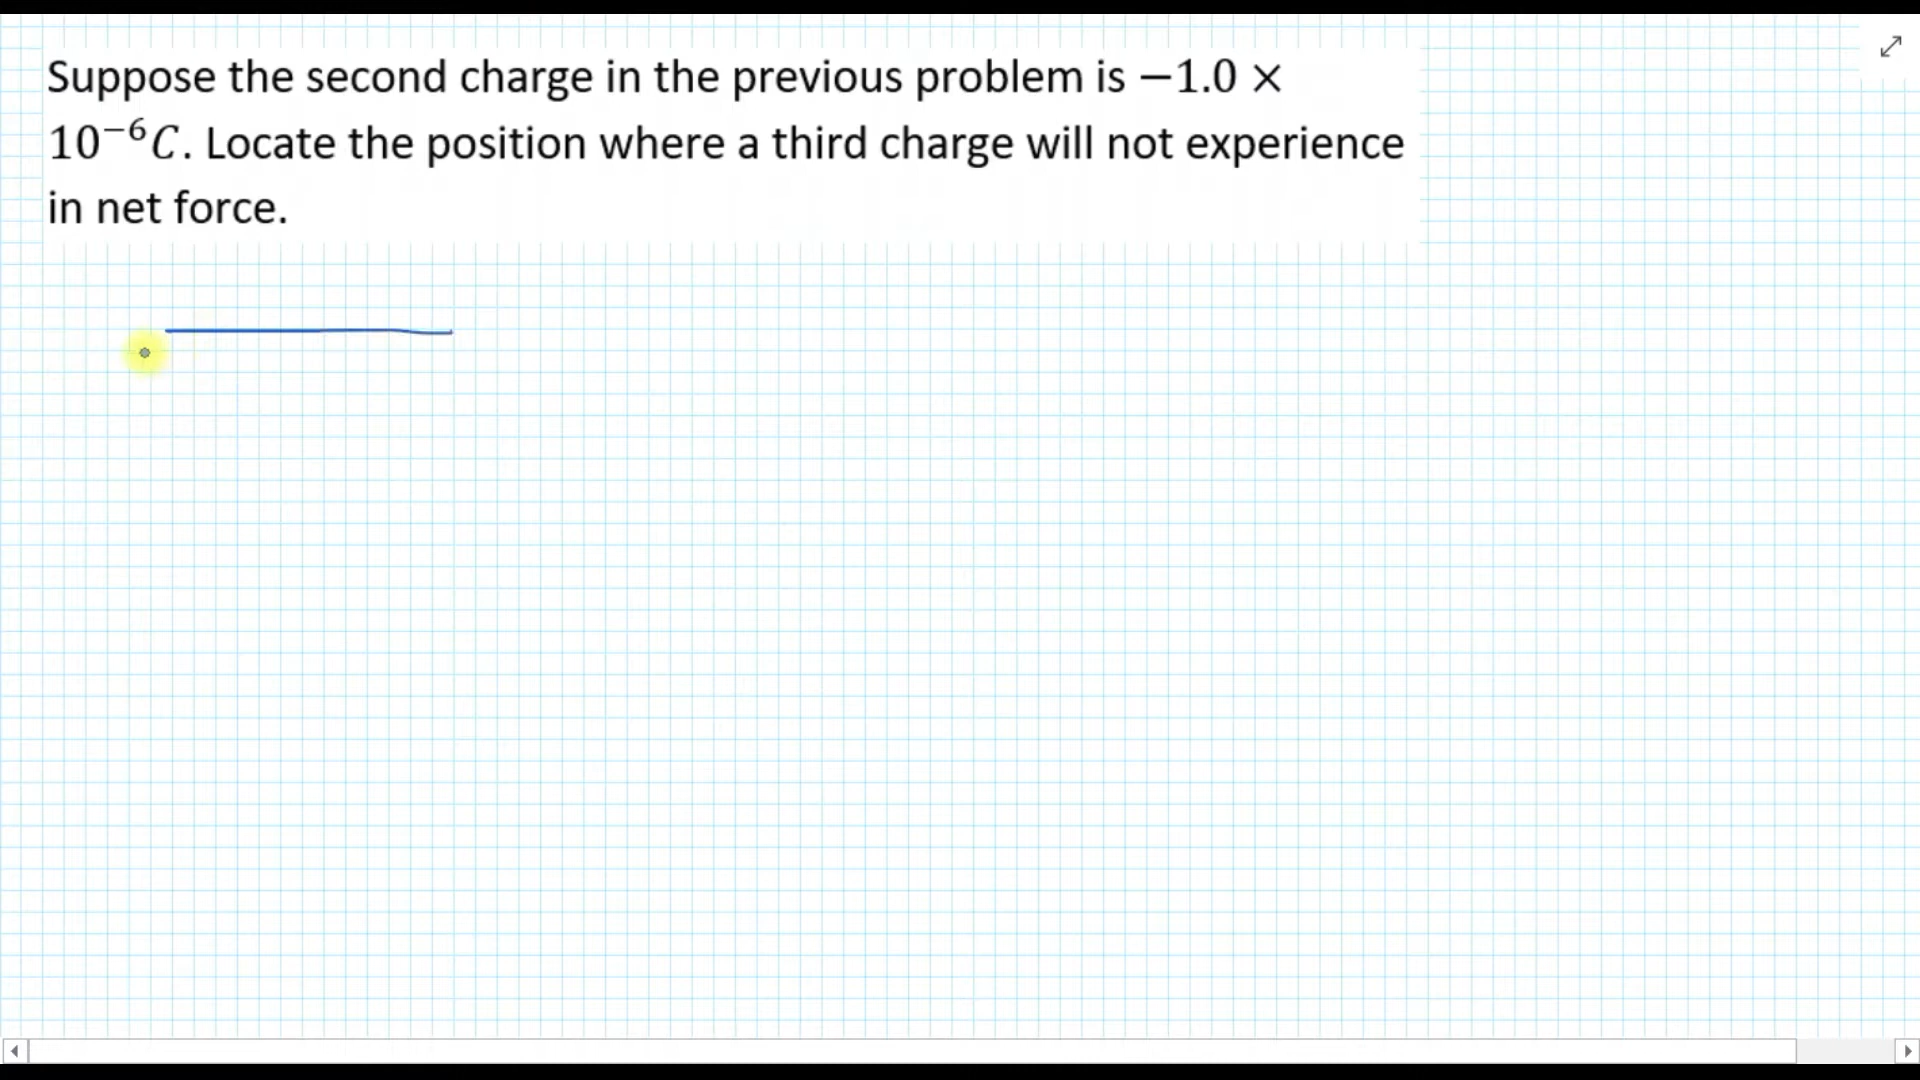 Suppose the second charge in the previous problem is −1.0 ×
10⁻⁶C. Locate the position where a third charge will not experience
in net force.